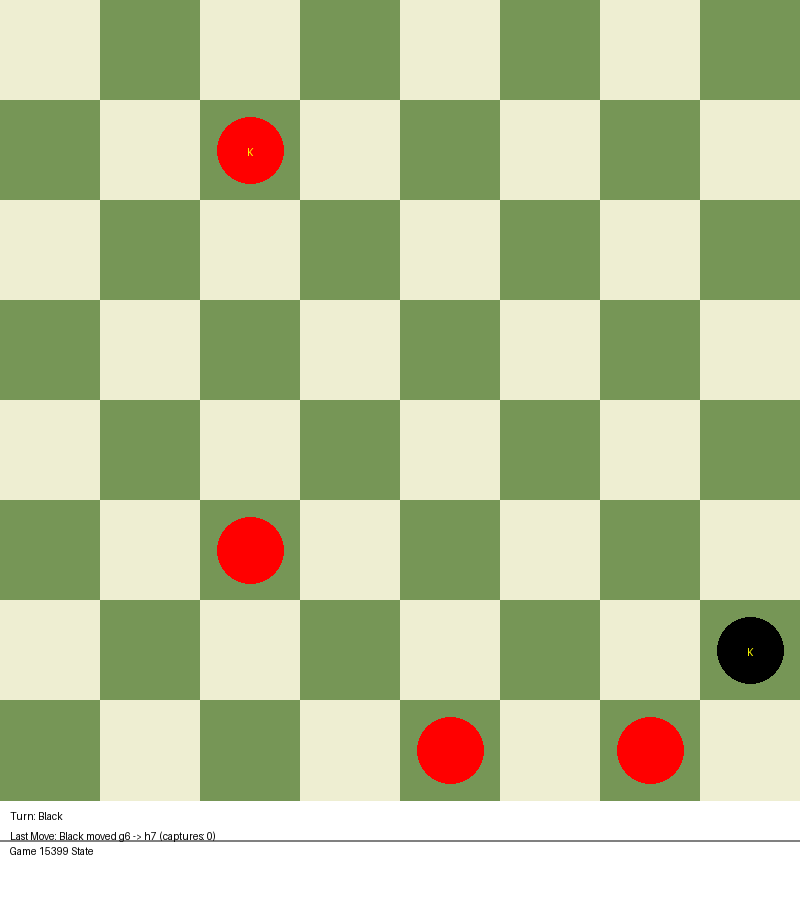 K
K
Turn: Black
Last Move: Black moved g6 -> h7 (captures: 0)
Game 15399 State